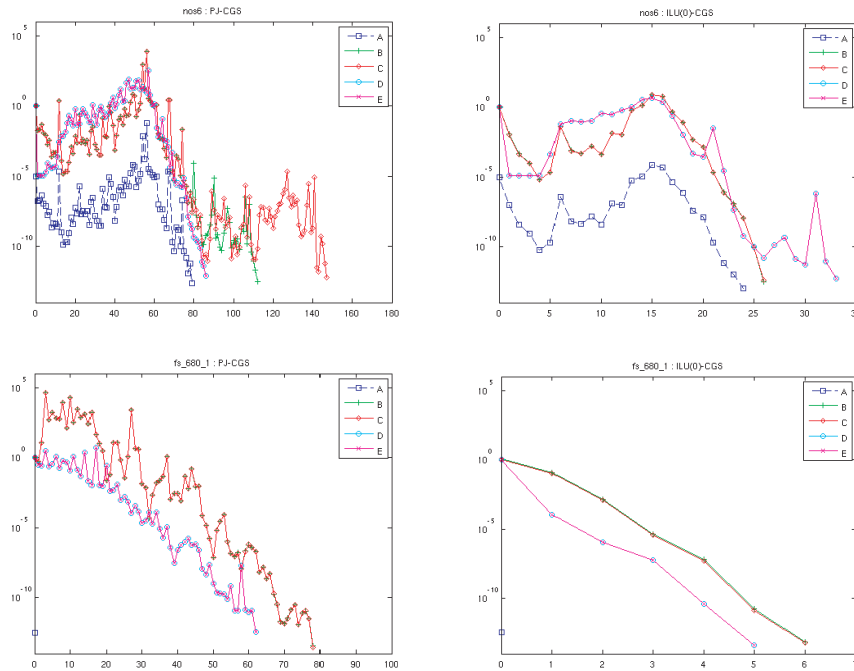 nos6 : PJ-CGS
10^5
10^0
10^-5
10^-10
0 20 40 60 80 100 120 140 160 180
A
B
C
D
E
nos6 : ILU(0)-CGS
10^5
10^0
10^-5
10^-10
0 5 10 15 20 25 30
A
B
C
D
E
fs_680_1 : PJ-CGS
10^5
10^0
10^-5
10^-10
0 10 20 30 40 50 60 70 80 90 100
A
B
C
D
E
fs_680_1 : ILU(0)-CGS
10^5
10^0
10^-5
10^-10
0 1 2 3 4 5 6
A
B
C
D
E